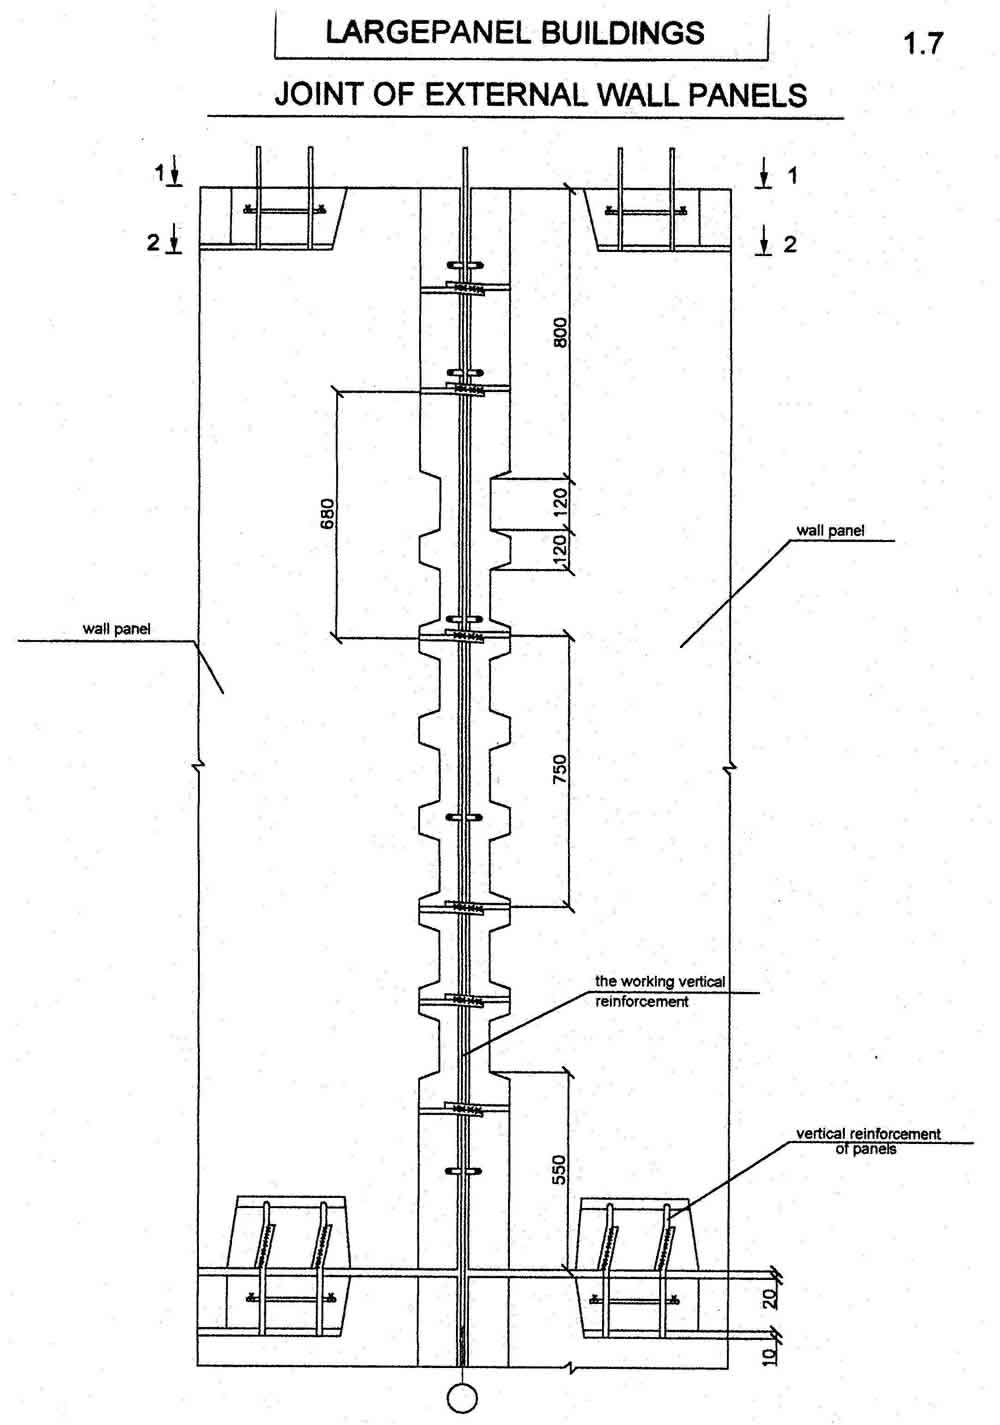 LARGEPANEL BUILDINGS
1.7
JOINT OF EXTERNAL WALL PANELS
1
1
2
2
800
680
120
120
wall panel
wall panel
750
the working vertical
reinforcement
vertical reinforcement
of panels
550
20
10